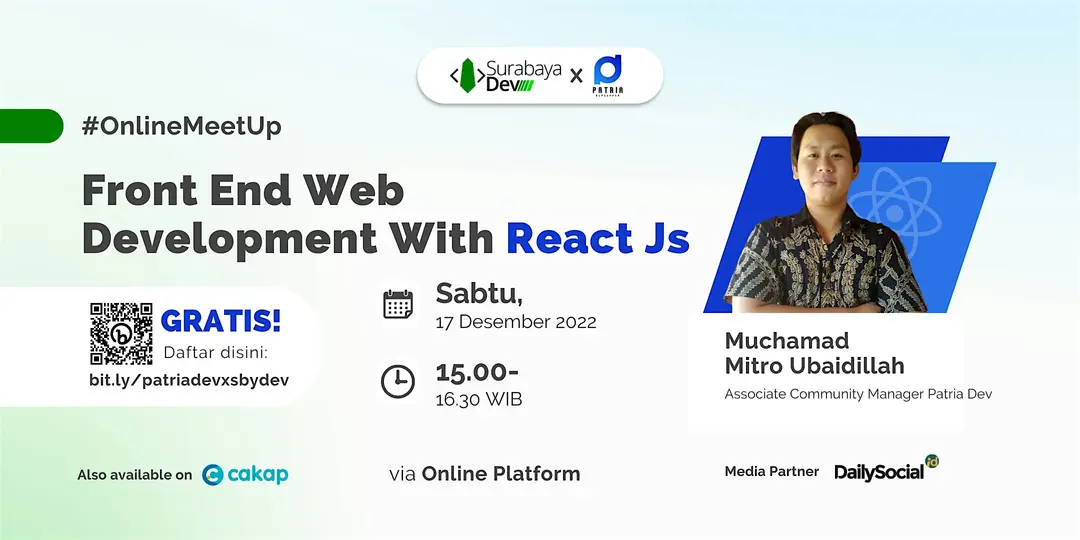 Surabaya
Dev
X
PATRIA
DEVELOPER
#OnlineMeetUp
Front End Web
Development With React Js
GRATIS!
Daftar disini:
bit.ly/patriadevxsbydev
Sabtu,
17 Desember 2022
15.00-
16.30 WIB
Muchamad
Mitro Ubaidillah
Associate Community Manager Patria Dev
Also available on cakap
via Online Platform
Media Partner DailySocial id